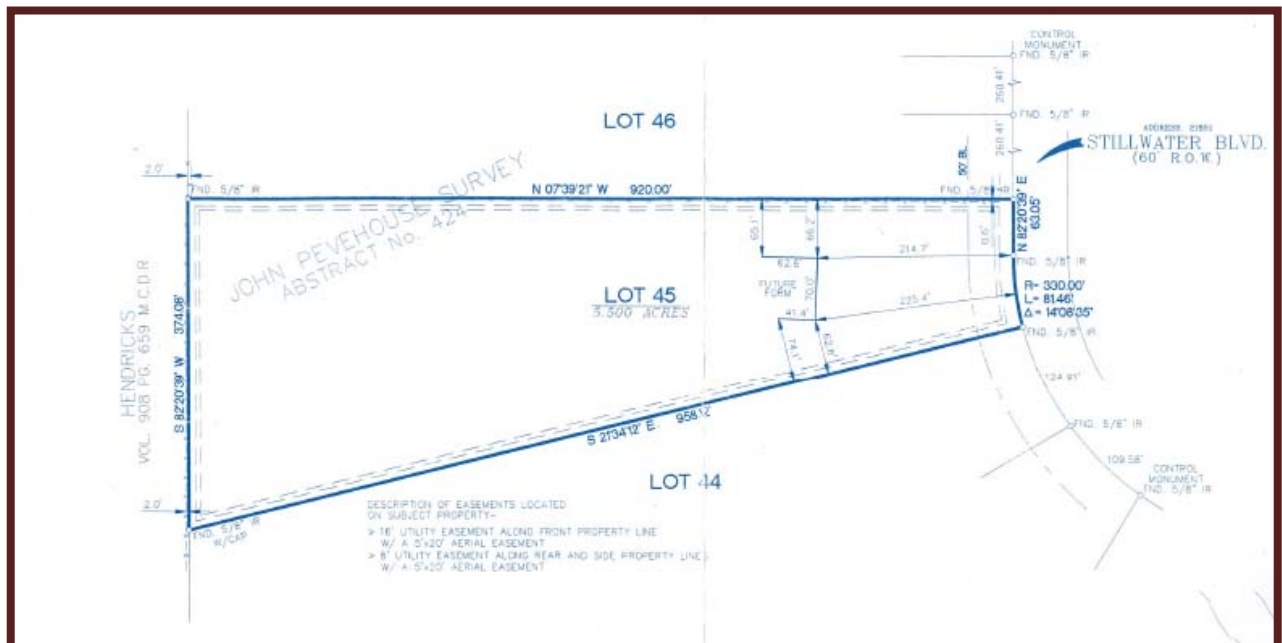 CONTROL
MONUMENT
FND. 5/8" IR
260.41'
FND. 5/8" IR
260.41'
LOT 46
STILLWATER BLVD.
(60' R.O.W.)
50' BL
2.0'
FND. 5/8" IR
N 07°39'21" W 920.00'
FND. 5/8" IR
N 82°20'39" E
63.05'
JOHN PEVEHOUSE SURVEY
ABSTRACT No. 424
65.1'
66.2'
214.7'
62.6'
FND. 5/8" IR
HENDRICKS
VOL. 908 PG. 659 M.C.D.R
S 82°20'39" W 374.08'
LOT 45
5.500 ACRES
FUTURE
FORM
70.0'
225.4'
R= 330.00'
L= 81.46'
Δ = 14°08'35"
41.4'
74.1'
FND. 5/8" IR
124.91'
S 21°34'12" E 958.12'
FND. 5/8" IR
109.58'
LOT 44
CONTROL
MONUMENT
FND. 5/8" IR
2.0'
FND. 5/8" IR
W/CAP
DESCRIPTION OF EASEMENTS LOCATED
ON SUBJECT PROPERTY-
> 16' UTILITY EASEMENT ALONG FRONT PROPERTY LINE
W/ A 5'x20' AERIAL EASEMENT
> 8' UTILITY EASEMENT ALONG REAR AND SIDE PROPERTY LINES
W/ A 5'x20' AERIAL EASEMENT